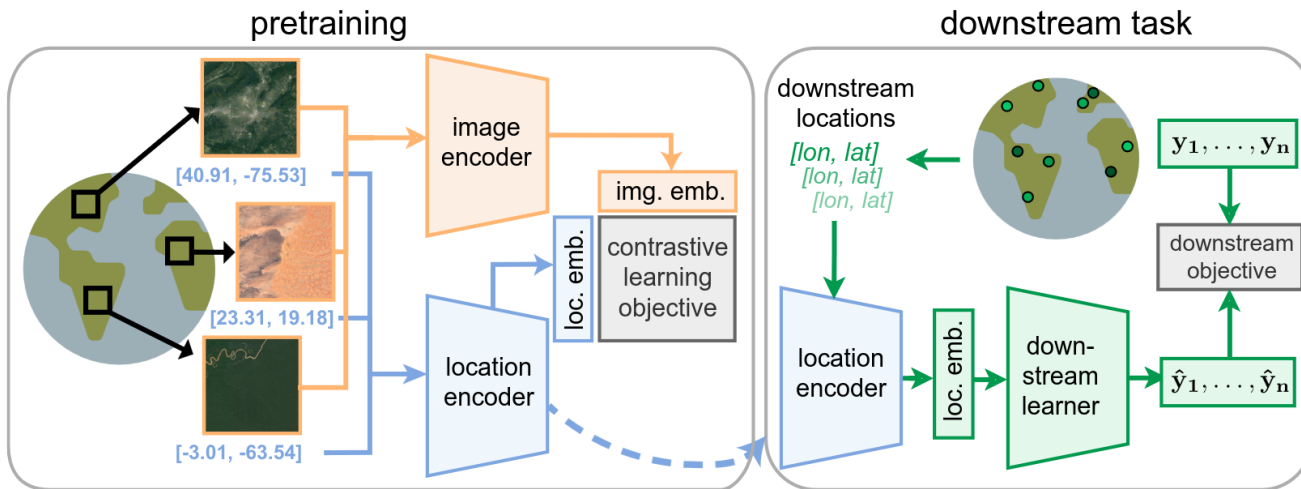 pretraining
image
encoder
[40.91, -75.53]
img. emb.
loc. emb.
contrastive
learning
objective
[23.31, 19.18]
location
encoder
[-3.01, -63.54]
downstream task
downstream
locations
[lon, lat]
[lon, lat]
[lon, lat]
y₁, . . . , yₙ
downstream
objective
location
encoder
loc. emb.
down-
stream
learner
ŷ₁, . . . , ŷₙ